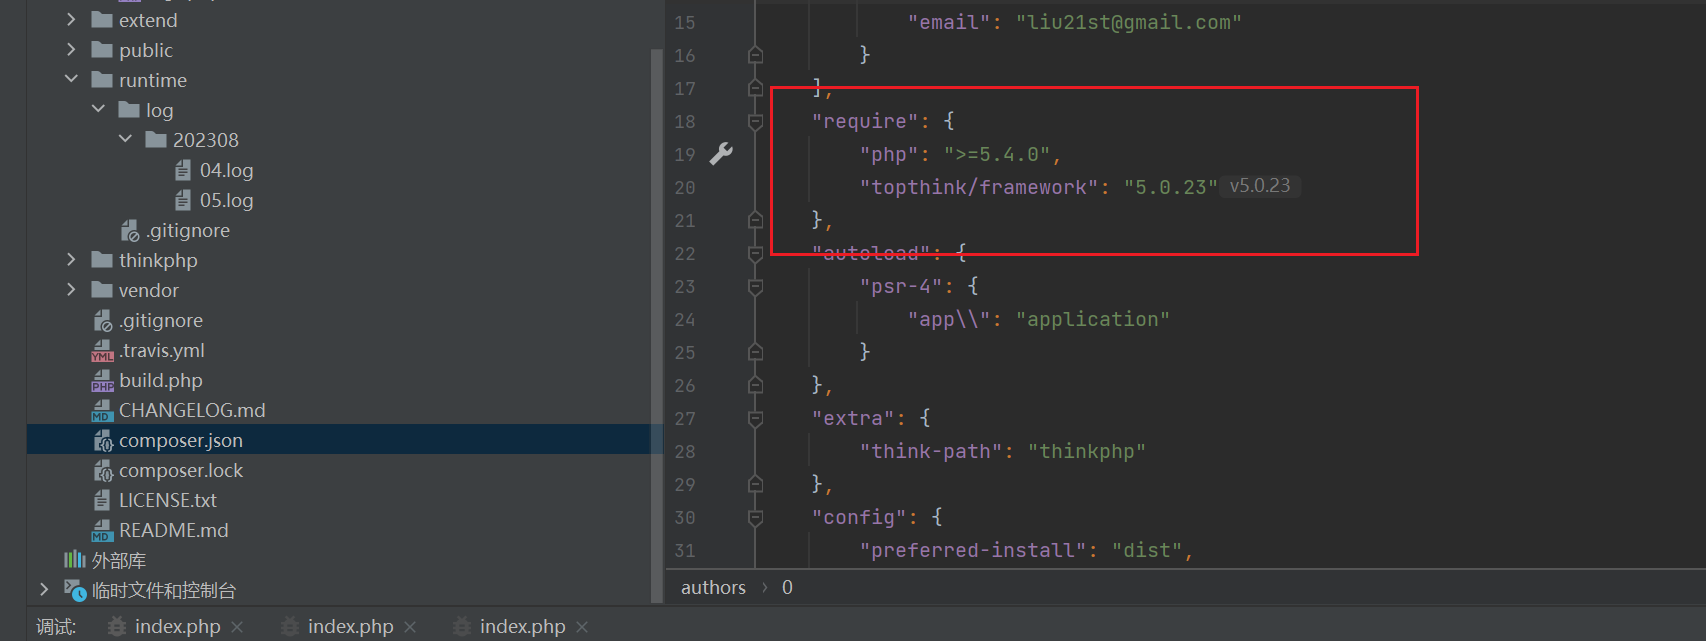 extend
public
runtime
log
202308
04.log
05.log
.gitignore
thinkphp
vendor
.gitignore
.travis.yml
build.php
CHANGELOG.md
composer.json
composer.lock
LICENSE.txt
README.md
外部库
临时文件和控制台
15 "email": "liu21st@gmail.com"
16 }
17 ],
18 "require": {
19 "php": ">=5.4.0",
20 "topthink/framework": "5.0.23" v5.0.23
21 },
22 "autoload": {
23 "psr-4": {
24 "app\\": "application"
25 }
26 },
27 "extra": {
28 "think-path": "thinkphp"
29 },
30 "config": {
31 "preferred-install": "dist",
authors › 0
调试: index.php × index.php × index.php ×